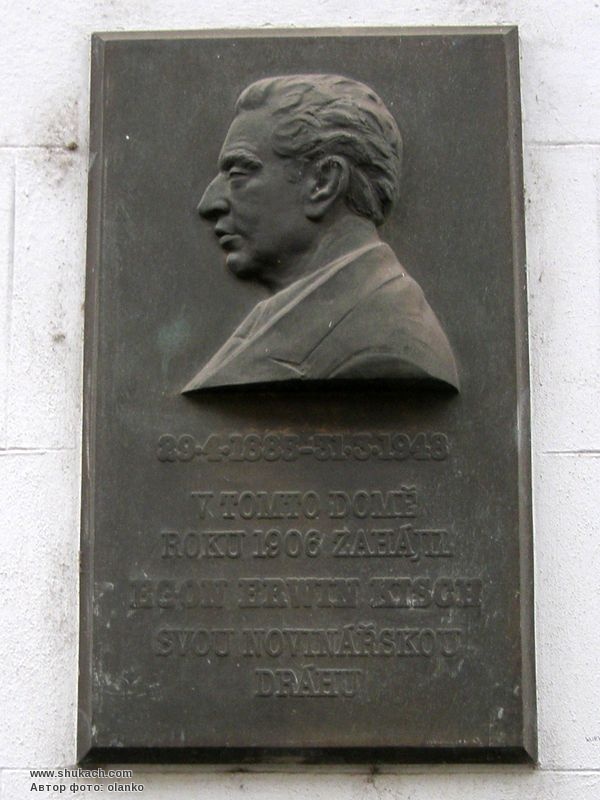 29·4·1885–31·3·1948
V TOMTO DOMĚ
ROKU 1906 ZAHÁJIL
EGON ERWIN KISCH
SVOU NOVINÁŘSKOU
DRÁHU
www.shukach.com
Автор фото: olanko